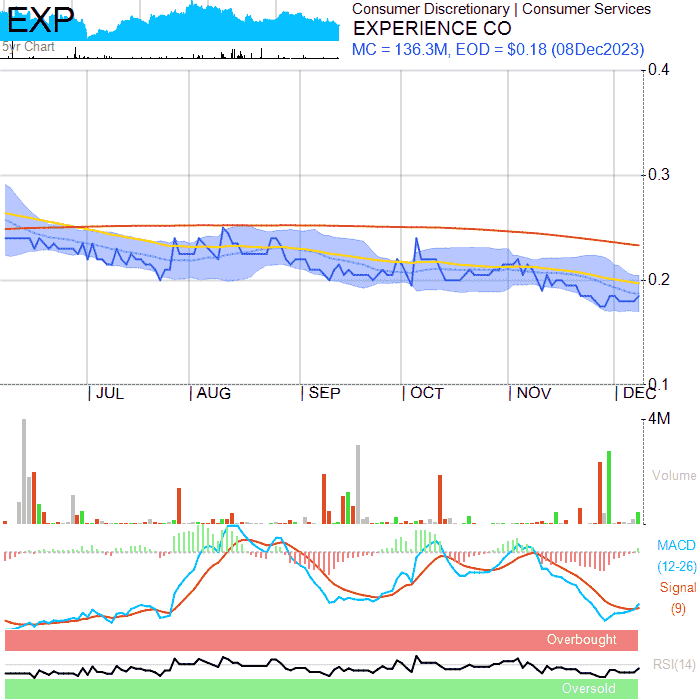 EXP
5yr Chart
Consumer Discretionary | Consumer Services
EXPERIENCE CO
MC = 136.3M, EOD = $0.18 (08Dec2023)
0.4
0.3
0.2
0.1
JUL AUG SEP OCT NOV DEC
4M
Volume
MACD
(12-26)
Signal
(9)
Overbought
RSI(14)
Oversold